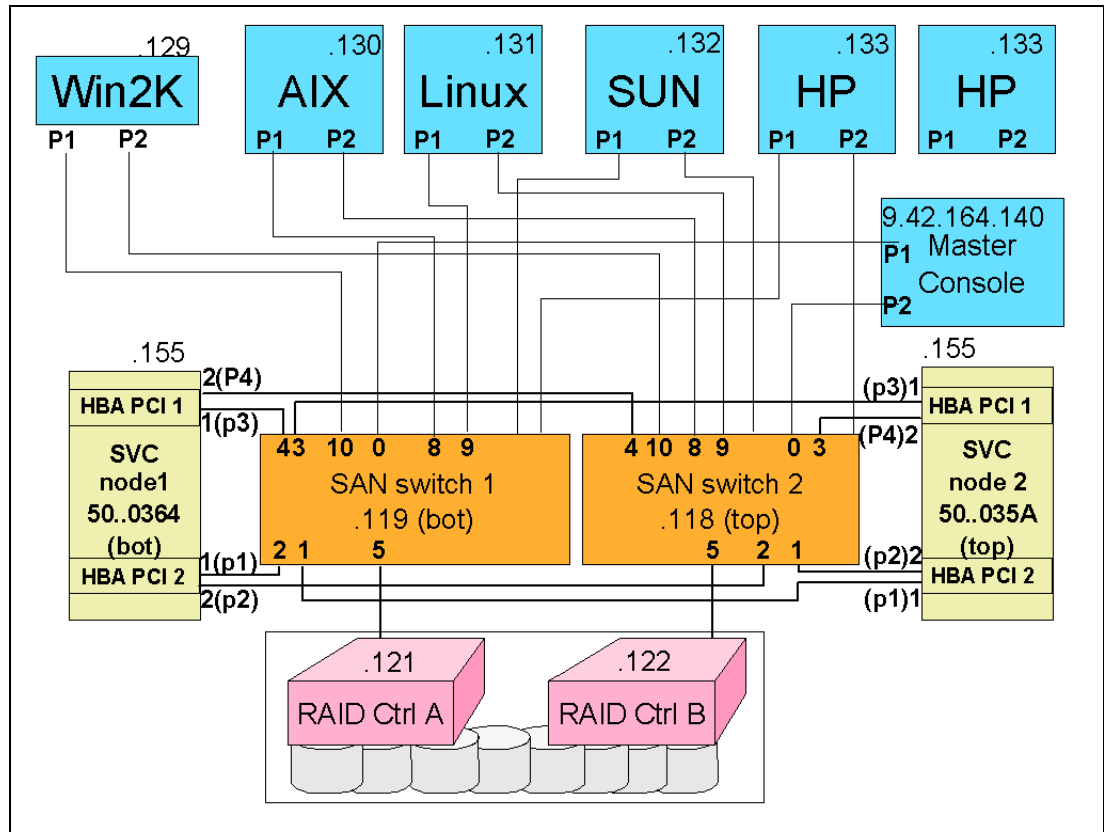 .129
.130
.131
.132
.133
.133
Win2K
AIX
Linux
SUN
HP
HP
P1 P2
P1 P2
P1 P2
P1 P2
P1 P2
P1 P2
9.42.164.140
P1
Master
Console
P2
.155
.155
2(P4)
HBA PCI 1
1(p3)
SVC
node1
50..0364
(bot)
1(p1)
HBA PCI 2
2(p2)
4 3 10 0 8 9
SAN switch 1
.119 (bot)
2 1 5
4 10 8 9 0 3
SAN switch 2
.118 (top)
5 2 1
(p3)1
HBA PCI 1
(P4)2
SVC
node 2
50..035A
(top)
(p2)2
HBA PCI 2
(p1)1
.121
RAID Ctrl A
.122
RAID Ctrl B